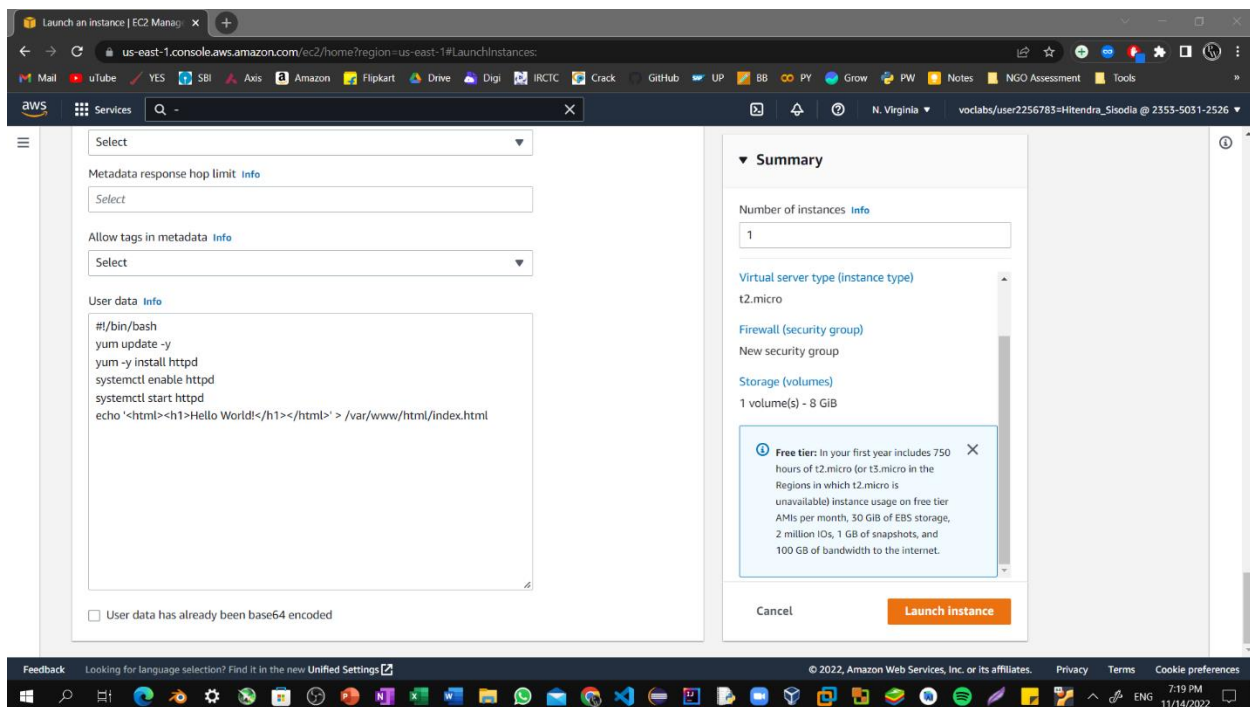 Launch an instance | EC2 Manag
us-east-1.console.aws.amazon.com/ec2/home?region=us-east-1#LaunchInstances:
Mail uTube YES SBI Axis Amazon Flipkart Drive Digi IRCTC Crack GitHub UP BB PY Grow PW Notes NGO Assessment Tools »
aws Services - N. Virginia voclabs/user2256783=Hitendra_Sisodia @ 2353-5031-2526
Select
Metadata response hop limit Info
Select
Allow tags in metadata Info
Select
User data Info
#!/bin/bash
yum update -y
yum -y install httpd
systemctl enable httpd
systemctl start httpd
echo '<html><h1>Hello World!</h1></html>' > /var/www/html/index.html
User data has already been base64 encoded
Summary
Number of instances Info
1
Virtual server type (instance type)
t2.micro
Firewall (security group)
New security group
Storage (volumes)
1 volume(s) - 8 GiB
Free tier: In your first year includes 750
hours of t2.micro (or t3.micro in the
Regions in which t2.micro is
unavailable) instance usage on free tier
AMIs per month, 30 GiB of EBS storage,
2 million IOs, 1 GB of snapshots, and
100 GB of bandwidth to the internet.
Cancel Launch instance
Feedback Looking for language selection? Find it in the new Unified Settings © 2022, Amazon Web Services, Inc. or its affiliates. Privacy Terms Cookie preferences
ENG 7:19 PM
11/14/2022